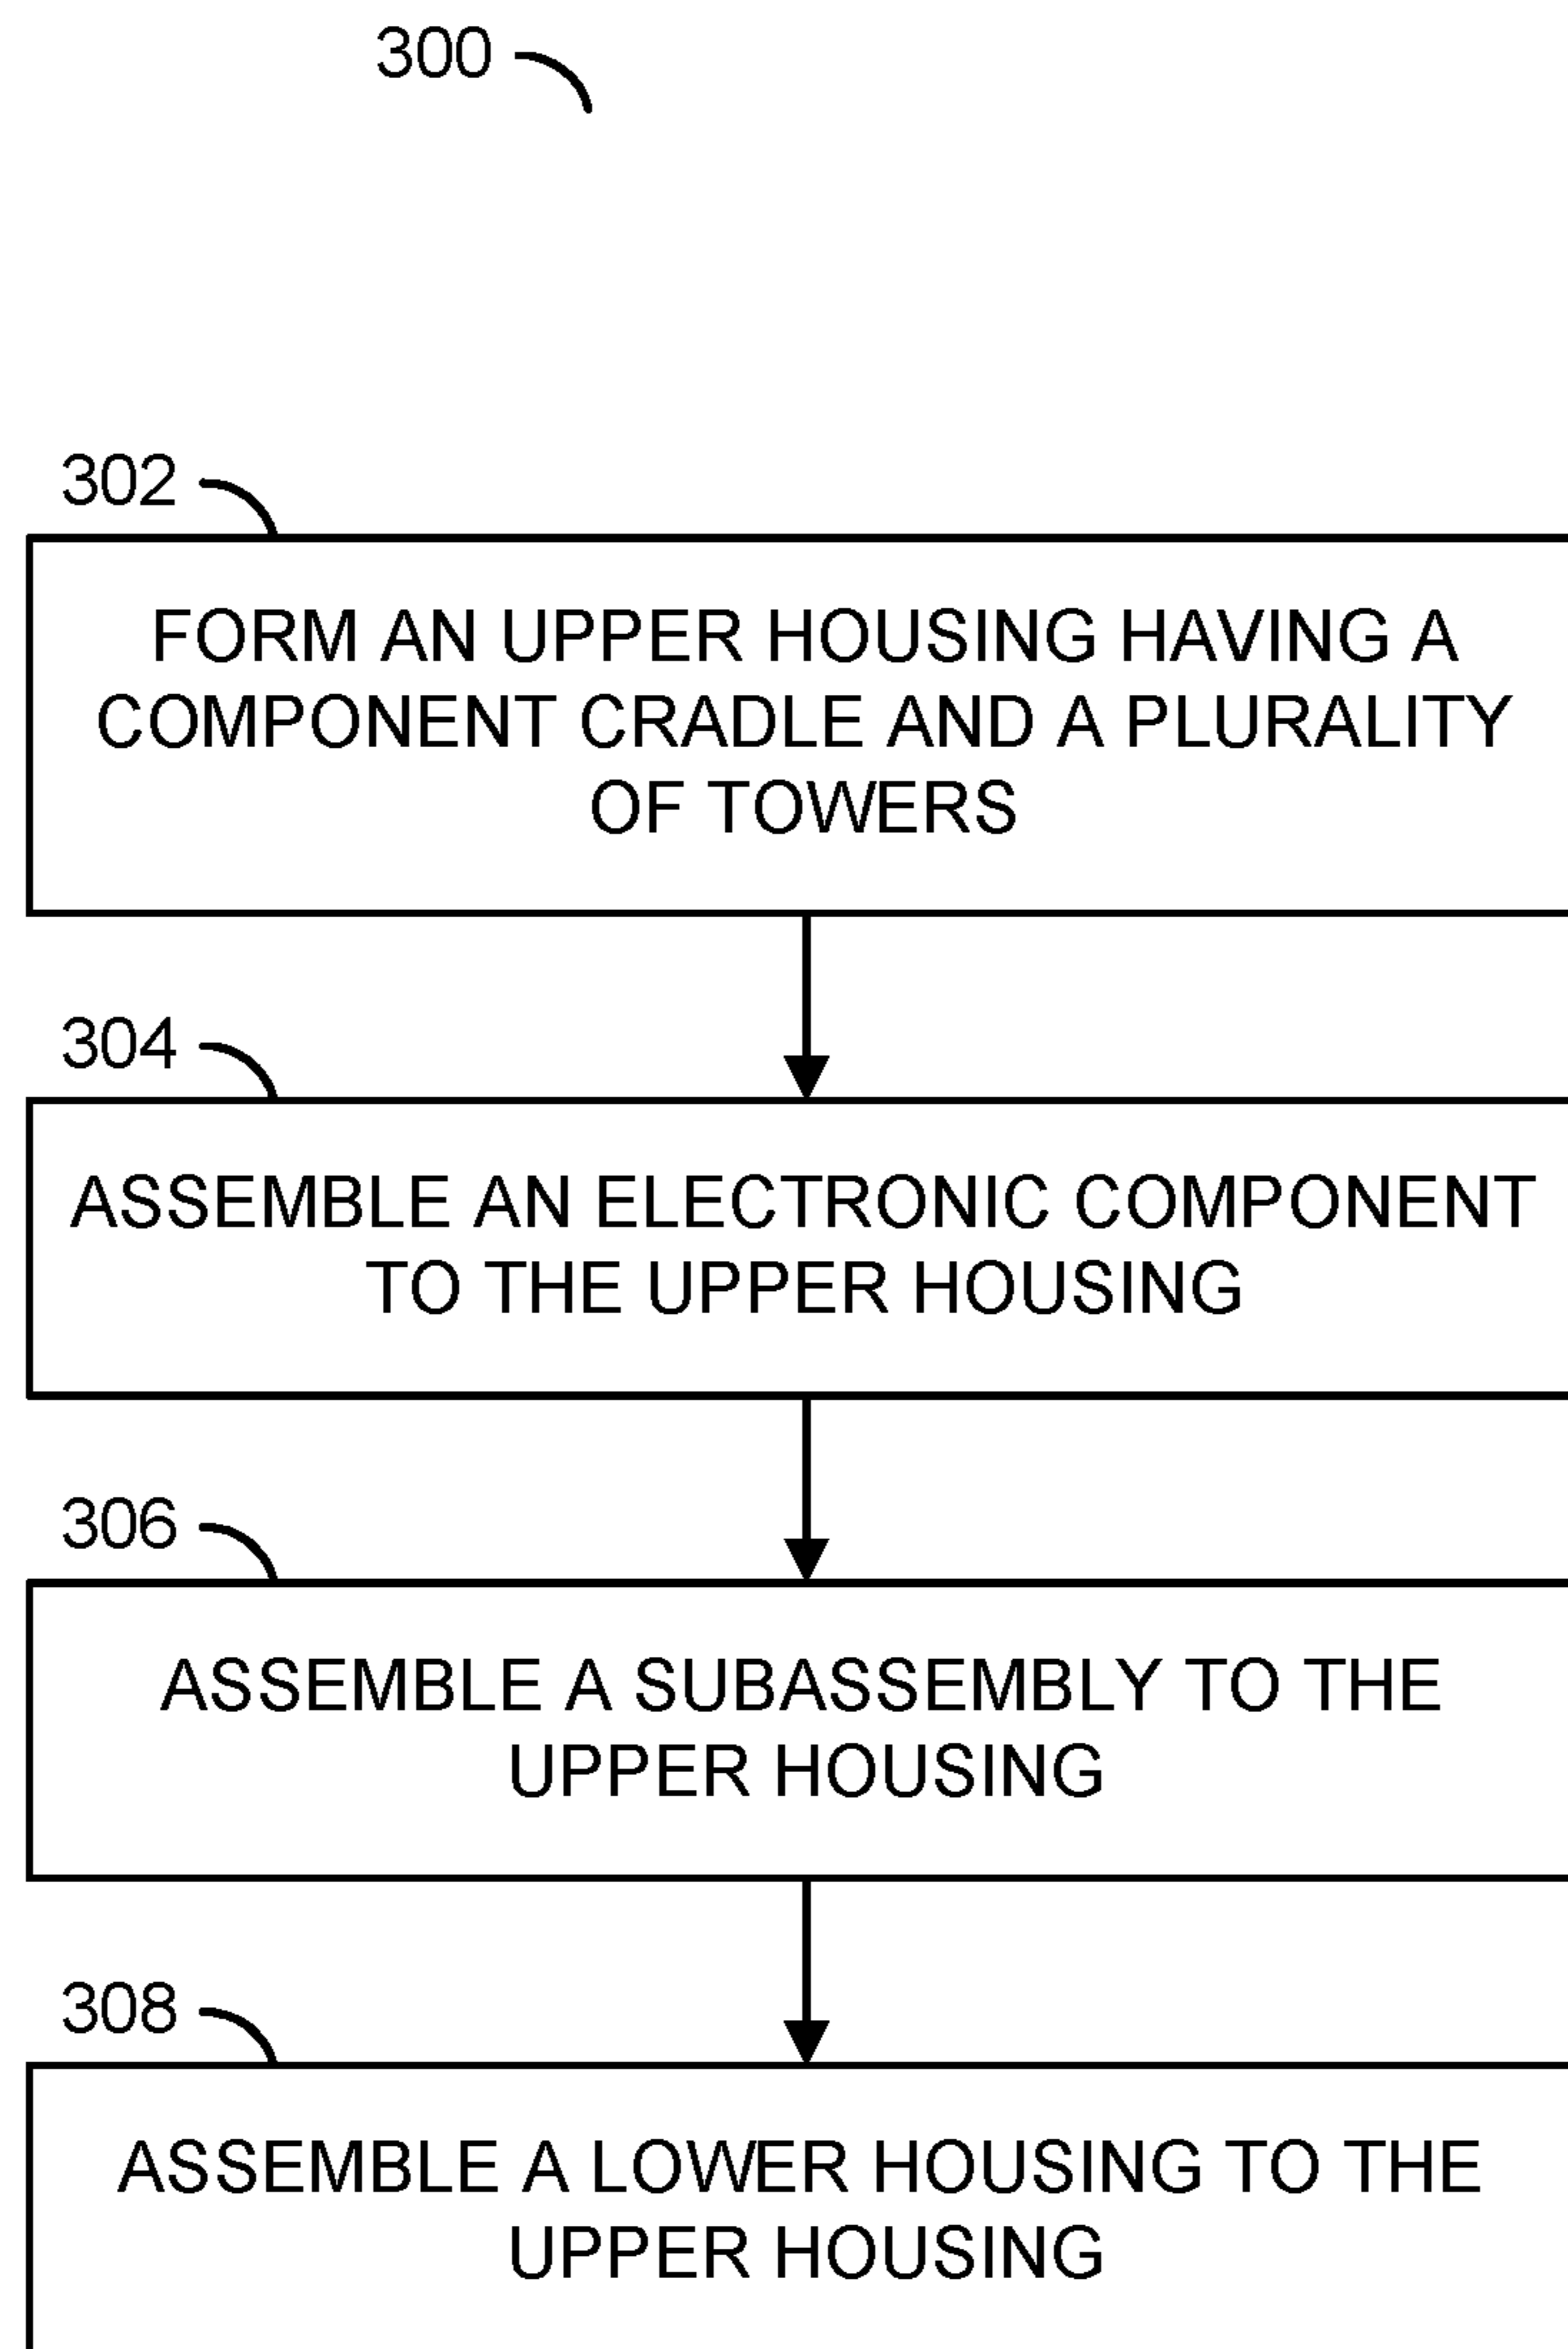 300
302
FORM AN UPPER HOUSING HAVING A
COMPONENT CRADLE AND A PLURALITY
OF TOWERS
304
ASSEMBLE AN ELECTRONIC COMPONENT
TO THE UPPER HOUSING
306
ASSEMBLE A SUBASSEMBLY TO THE
UPPER HOUSING
308
ASSEMBLE A LOWER HOUSING TO THE
UPPER HOUSING